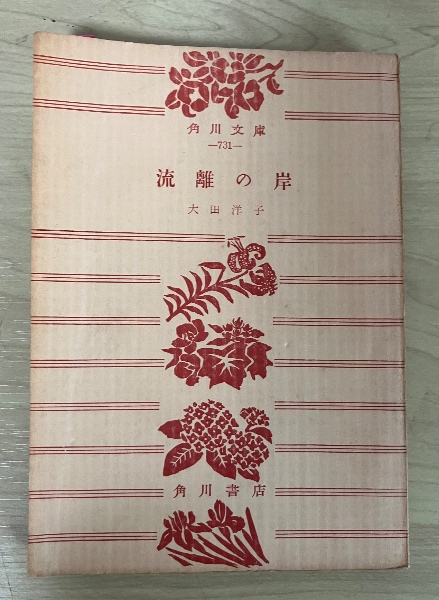 角川文庫
—731—
流離の岸
大田洋子
角川書店